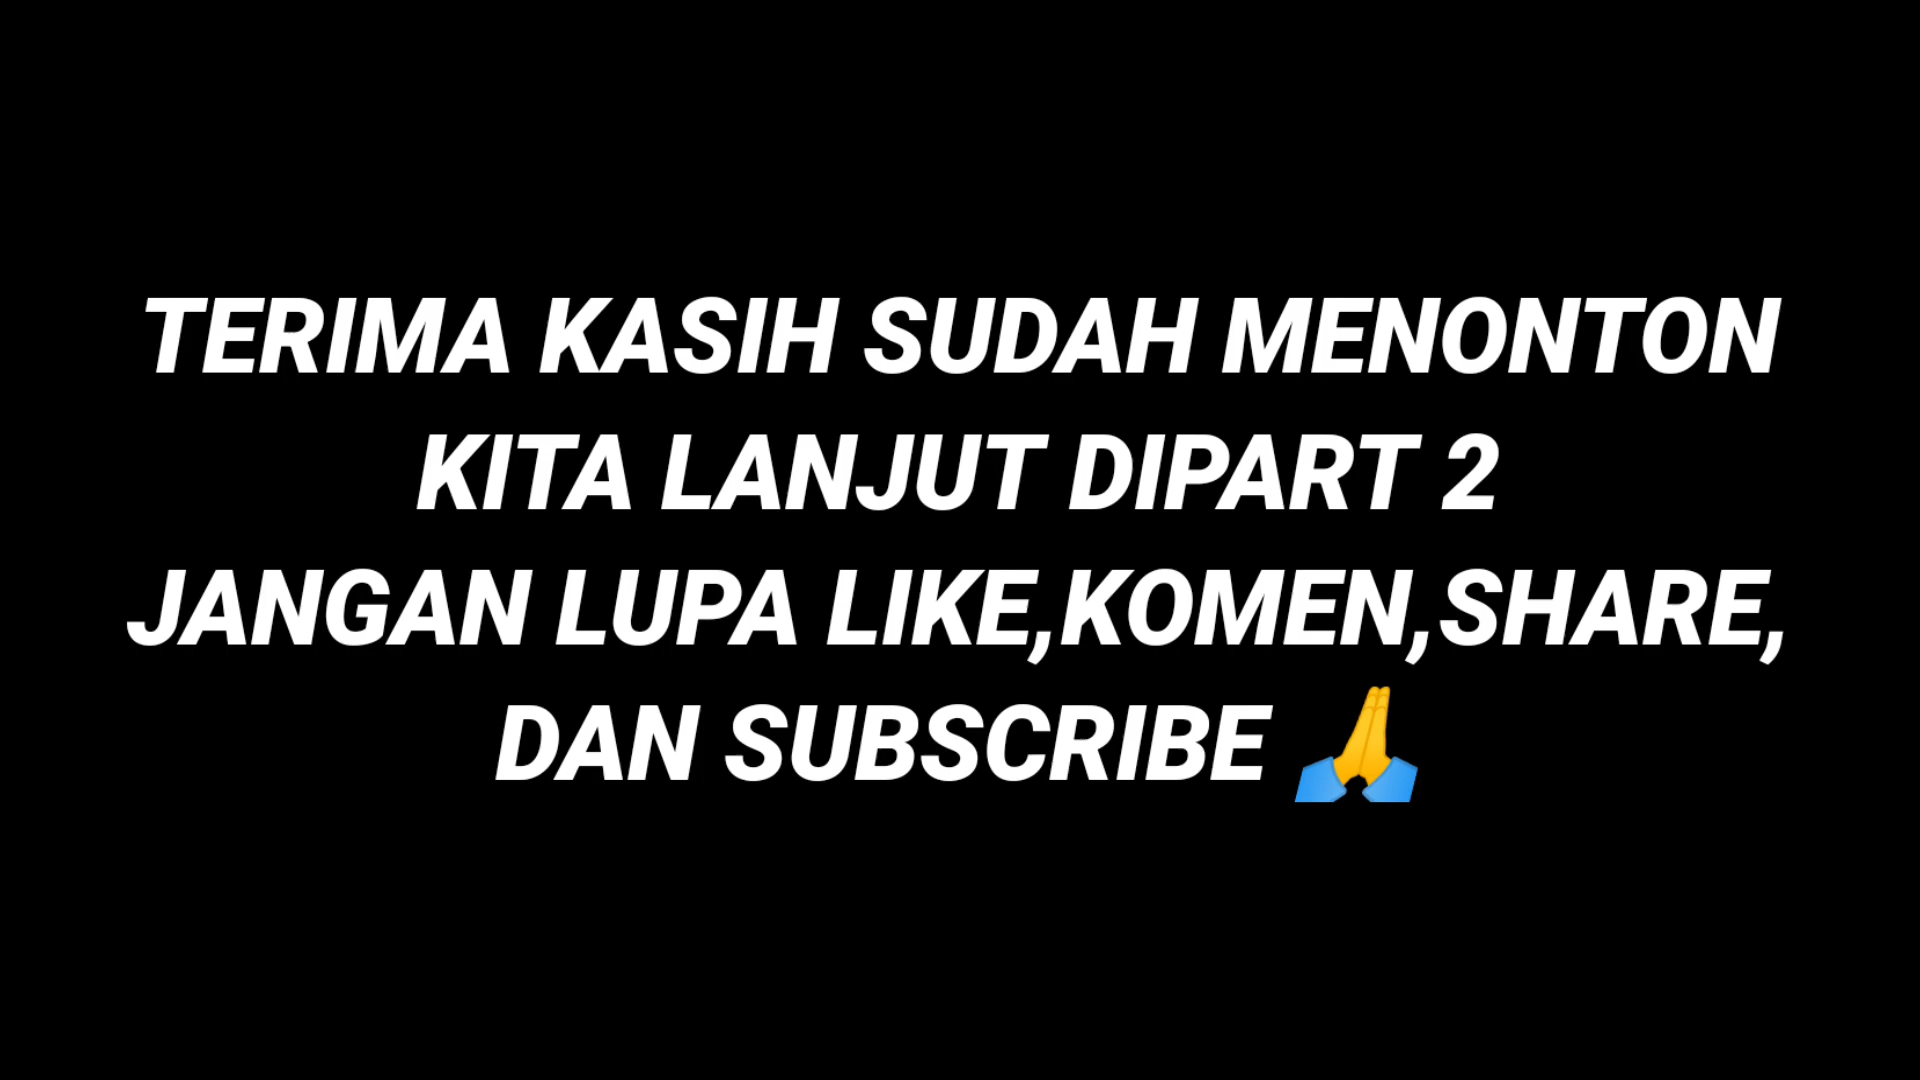 TERIMA KASIH SUDAH MENONTON
KITA LANJUT DIPART 2
JANGAN LUPA LIKE,KOMEN,SHARE,
DAN SUBSCRIBE 🙏